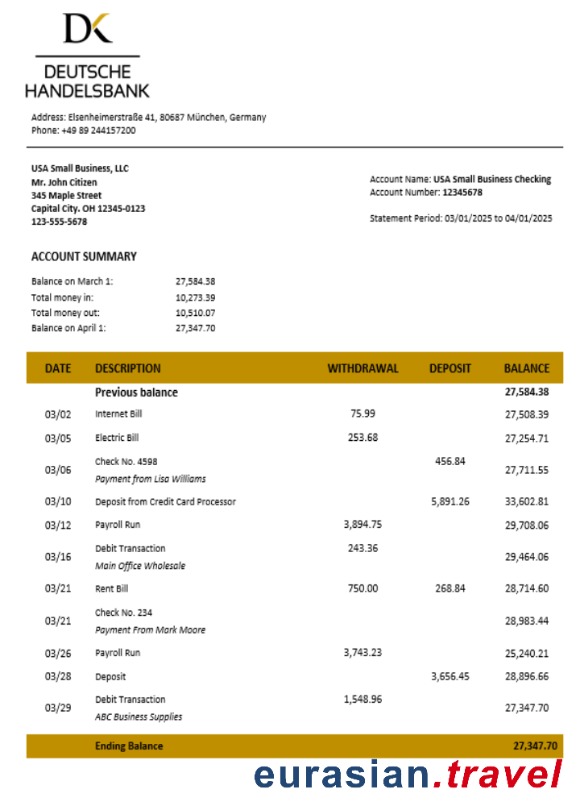 DK
DEUTSCHE
HANDELSBANK
Address: Elsenheimerstraße 41, 80687 München, Germany
Phone: +49 89 244157200
USA Small Business, LLC
Mr. John Citizen
345 Maple Street
Capital City. OH 12345-0123
123-555-5678
Account Name: USA Small Business Checking
Account Number: 12345678
Statement Period: 03/01/2025 to 04/01/2025
ACCOUNT SUMMARY
Balance on March 1: 27,584.38
Total money in: 10,273.39
Total money out: 10,510.07
Balance on April 1: 27,347.70
DATE DESCRIPTION WITHDRAWAL DEPOSIT BALANCE
Previous balance 27,584.38
03/02 Internet Bill 75.99 27,508.39
03/05 Electric Bill 253.68 27,254.71
03/06 Check No. 4598 456.84 27,711.55
Payment from Lisa Williams
03/10 Deposit from Credit Card Processor 5,891.26 33,602.81
03/12 Payroll Run 3,894.75 29,708.06
03/16 Debit Transaction 243.36 29,464.06
Main Office Wholesale
03/21 Rent Bill 750.00 268.84 28,714.60
03/21 Check No. 234 28,983.44
Payment From Mark Moore
03/26 Payroll Run 3,743.23 25,240.21
03/28 Deposit 3,656.45 28,896.66
03/29 Debit Transaction 1,548.96 27,347.70
ABC Business Supplies
Ending Balance 27,347.70
eurasian.travel